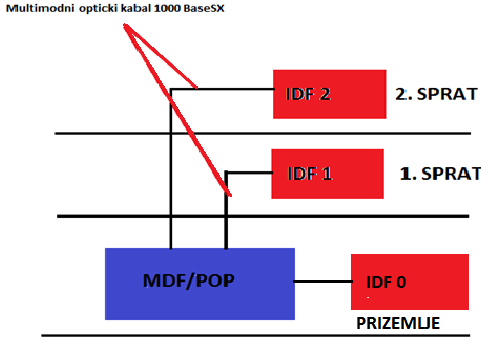 Multimodni opticki kabal 1000 BaseSX
IDF 2
2. SPRAT
IDF 1
1. SPRAT
MDF/POP
IDF 0
PRIZEMLJE